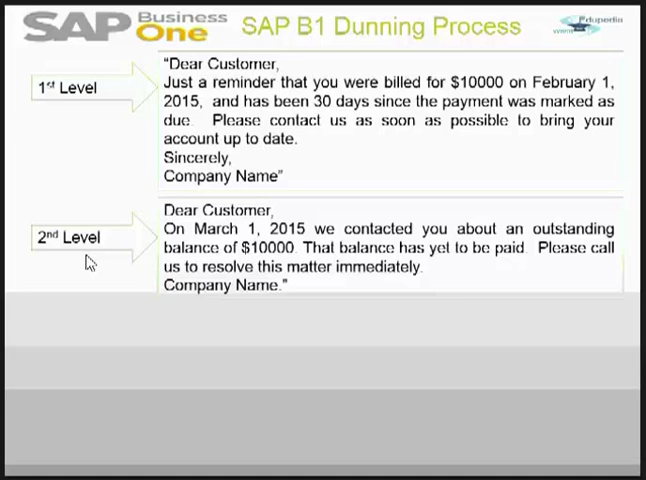 SAP Business One SAP B1 Dunning Process Edupedia
1st Level
"Dear Customer,
Just a reminder that you were billed for $10000 on February 1,
2015, and has been 30 days since the payment was marked as
due. Please contact us as soon as possible to bring your
account up to date.
Sincerely,
Company Name"
2nd Level
Dear Customer,
On March 1, 2015 we contacted you about an outstanding
balance of $10000. That balance has yet to be paid. Please call
us to resolve this matter immediately.
Company Name."